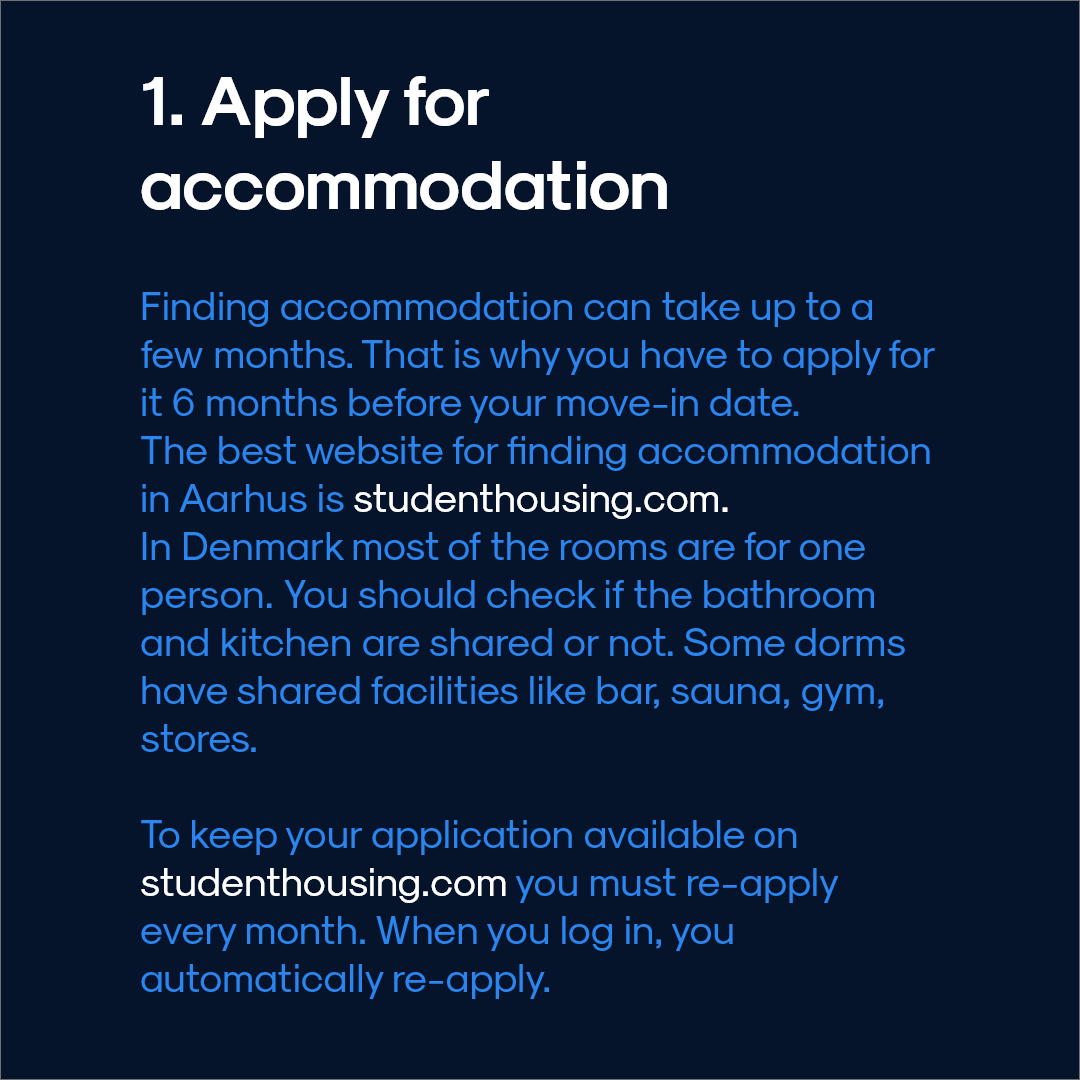 1. Apply for
accommodation
Finding accommodation can take up to a
few months. That is why you have to apply for
it 6 months before your move-in date.
The best website for finding accommodation
in Aarhus is studenthousing.com.
In Denmark most of the rooms are for one
person. You should check if the bathroom
and kitchen are shared or not. Some dorms
have shared facilities like bar, sauna, gym,
stores.
To keep your application available on
studenthousing.com you must re-apply
every month. When you log in, you
automatically re-apply.